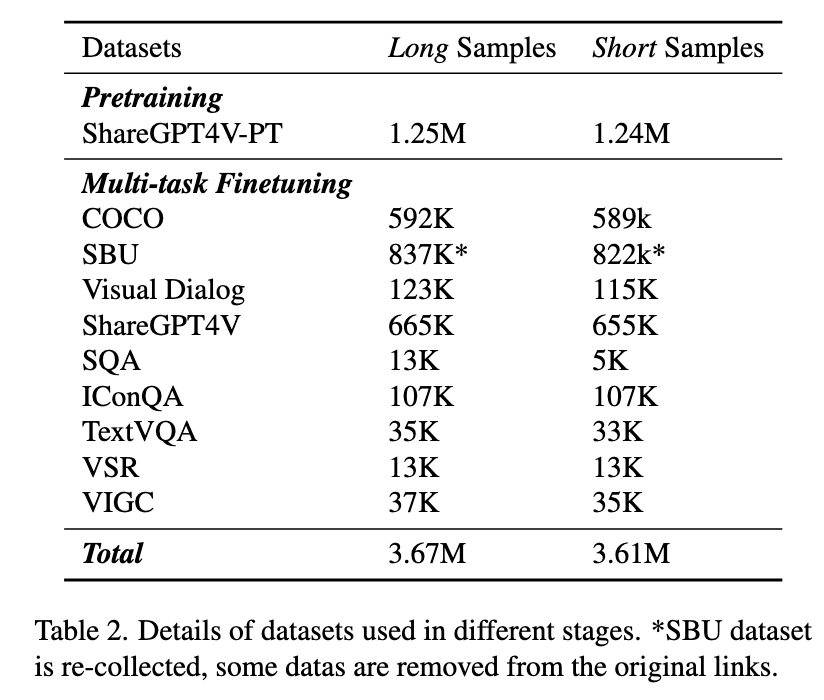 Datasets Long Samples Short Samples
Pretraining
ShareGPT4V-PT 1.25M 1.24M
Multi-task Finetuning
COCO 592K 589k
SBU 837K* 822k*
Visual Dialog 123K 115K
ShareGPT4V 665K 655K
SQA 13K 5K
IConQA 107K 107K
TextVQA 35K 33K
VSR 13K 13K
VIGC 37K 35K
Total 3.67M 3.61M
Table 2. Details of datasets used in different stages. *SBU dataset
is re-collected, some datas are removed from the original links.